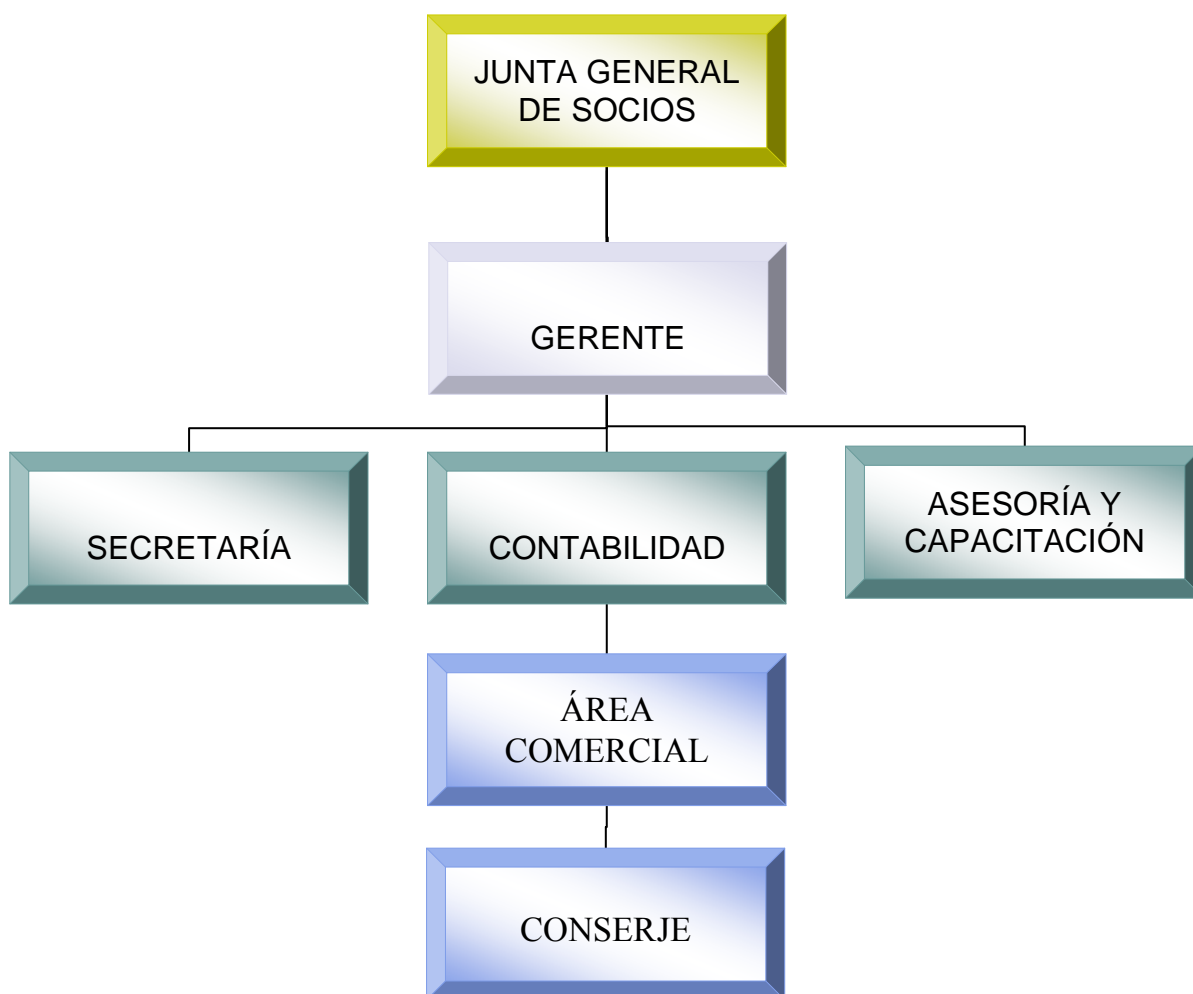 JUNTA GENERAL
DE SOCIOS
GERENTE
SECRETARÍA
CONTABILIDAD
ASESORÍA Y
CAPACITACIÓN
ÁREA
COMERCIAL
CONSERJE